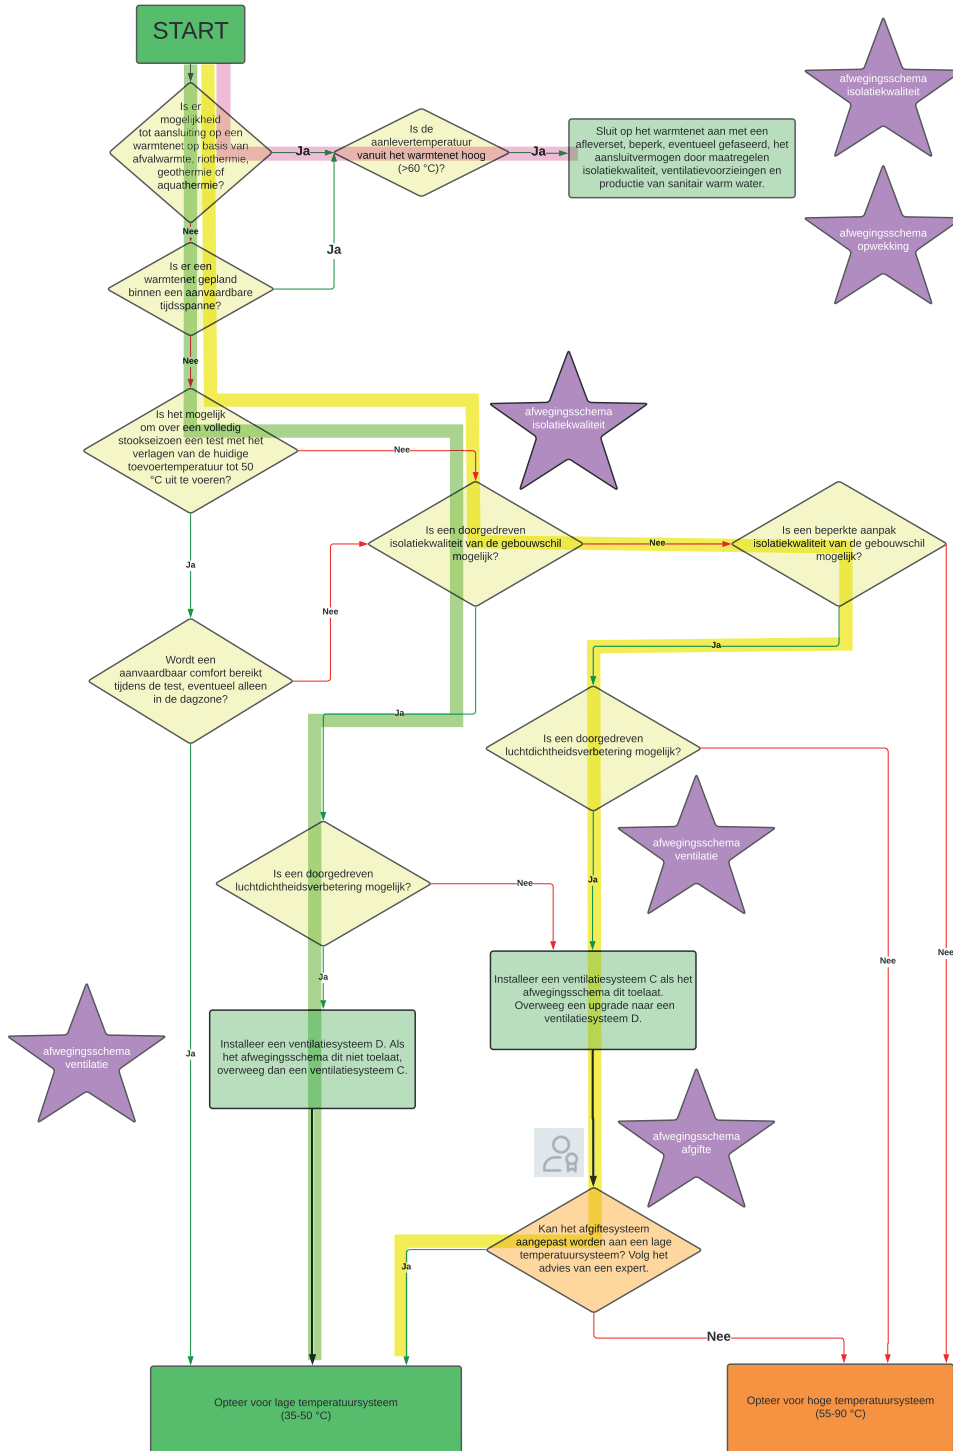 START
afwegingsschema
isolatiekwaliteit
Is er
mogelijkheid
tot aansluiting op een
warmtenet op basis van
afvalwarmte, riothermie,
geothermie of
aquathermie?
Ja
Is de
aanlevertemperatuur
vanuit het warmtenet hoog
(>60 °C)?
Ja
Sluit op het warmtenet aan met een
afleverset, beperk, eventueel gefaseerd, het
aansluitvermogen door maatregelen
isolatiekwaliteit, ventilatievoorzieingen en
productie van sanitair warm water.
Nee
afwegingsschema
opwekking
Ja
Is er een
warmtenet gepland
binnen een aanvaardbare
tijdsspanne?
Nee
afwegingsschema
isolatiekwaliteit
Is het mogelijk
om over een volledig
stookseizoen een test met het
verlagen van de huidige
toevoertemperatuur tot 50
°C uit te voeren?
Nee
Is een doorgedreven
isolatiekwaliteit van de gebouwschil
mogelijk?
Nee
Is een beperkte aanpak
isolatiekwaliteit van de gebouwschil
mogelijk?
Ja
Nee
Ja
Wordt een
aanvaardbaar comfort bereikt
tijdens de test, eventueel alleen
in de dagzone?
Ja
Is een doorgedreven
luchtdichtheidsverbetering mogelijk?
afwegingsschema
ventilatie
Is een doorgedreven
luchtdichtheidsverbetering mogelijk?
Nee
Ja
Nee
Nee
Ja
Installeer een ventilatiesysteem C als het
afwegingsschema dit toelaat.
Overweeg een upgrade naar een
ventilatiesysteem D.
afwegingsschema
ventilatie
Ja
Installeer een ventilatiesysteem D. Als
het afwegingsschema dit niet toelaat,
overweeg dan een ventilatiesysteem C.
afwegingsschema
afgifte
Kan het afgiftesysteem
aangepast worden aan een lage
temperatuursysteem? Volg het
advies van een expert.
Ja
Nee
Opteer voor lage temperatuursysteem
(35-50 °C)
Opteer voor hoge temperatuursysteem
(55-90 °C)